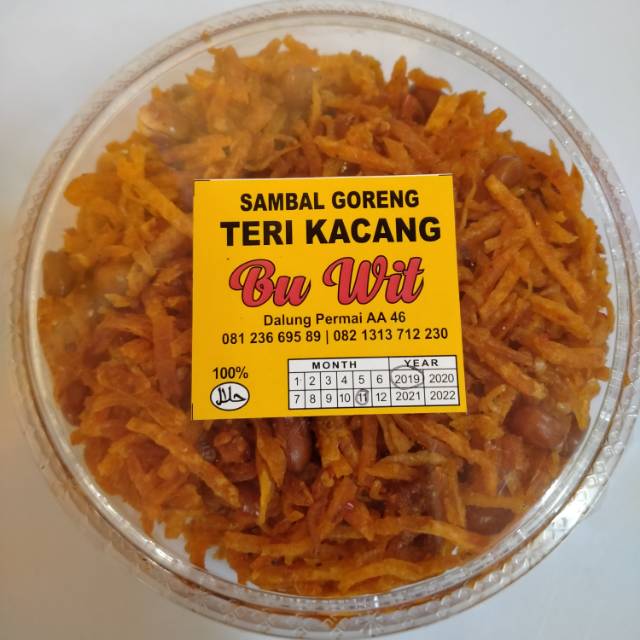 SAMBAL GORENG
TERI KACANG
Bu Wit
Dalung Permai AA 46
081 236 695 89 | 082 1313 712 230
100%
حلال
MONTH YEAR
1 2 3 4 5 6 2019 2020
7 8 9 10 11 12 2021 2022